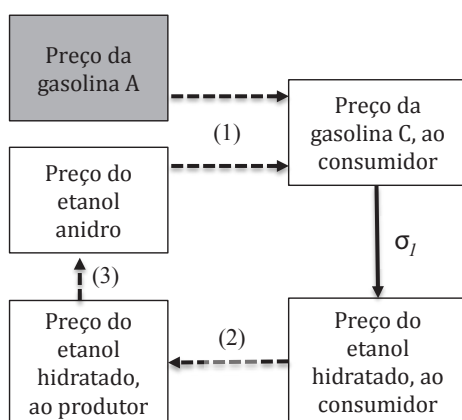 Preço da
gasolina A
(1)
Preço da
gasolina C, ao
consumidor
Preço do
etanol
anidro
σI
(3)
Preço do
etanol
hidratado,
ao produtor
(2)
Preço do
etanol
hidratado, ao
consumidor